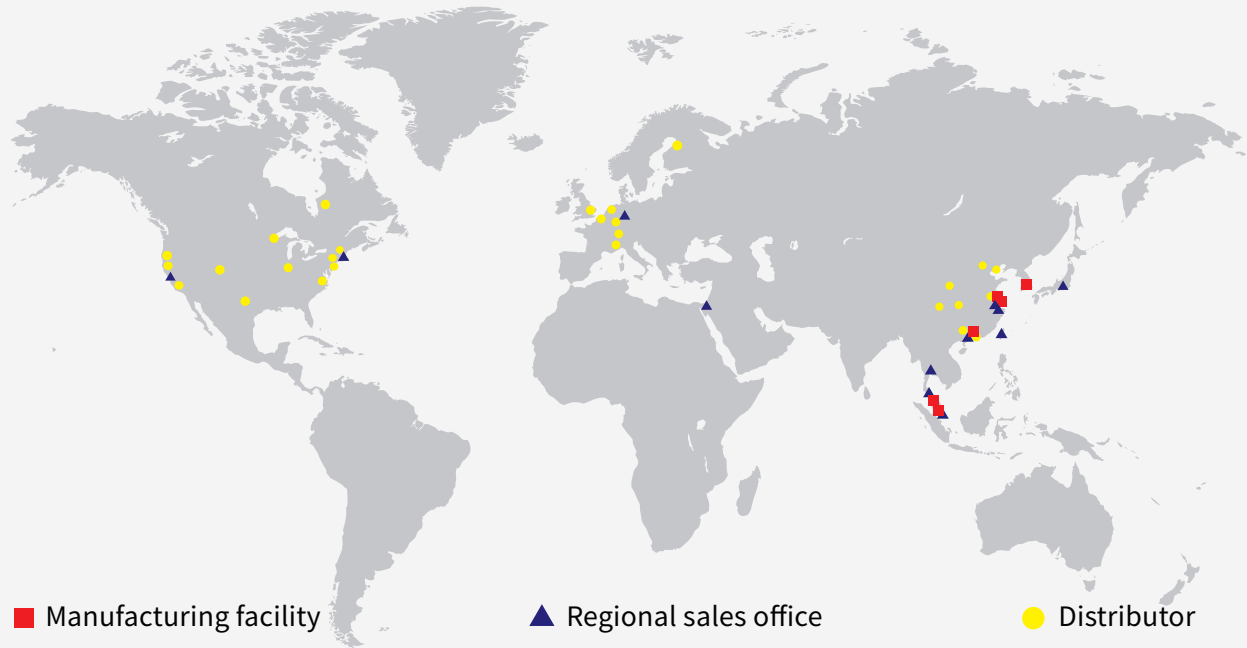 Manufacturing facility
Regional sales office
Distributor